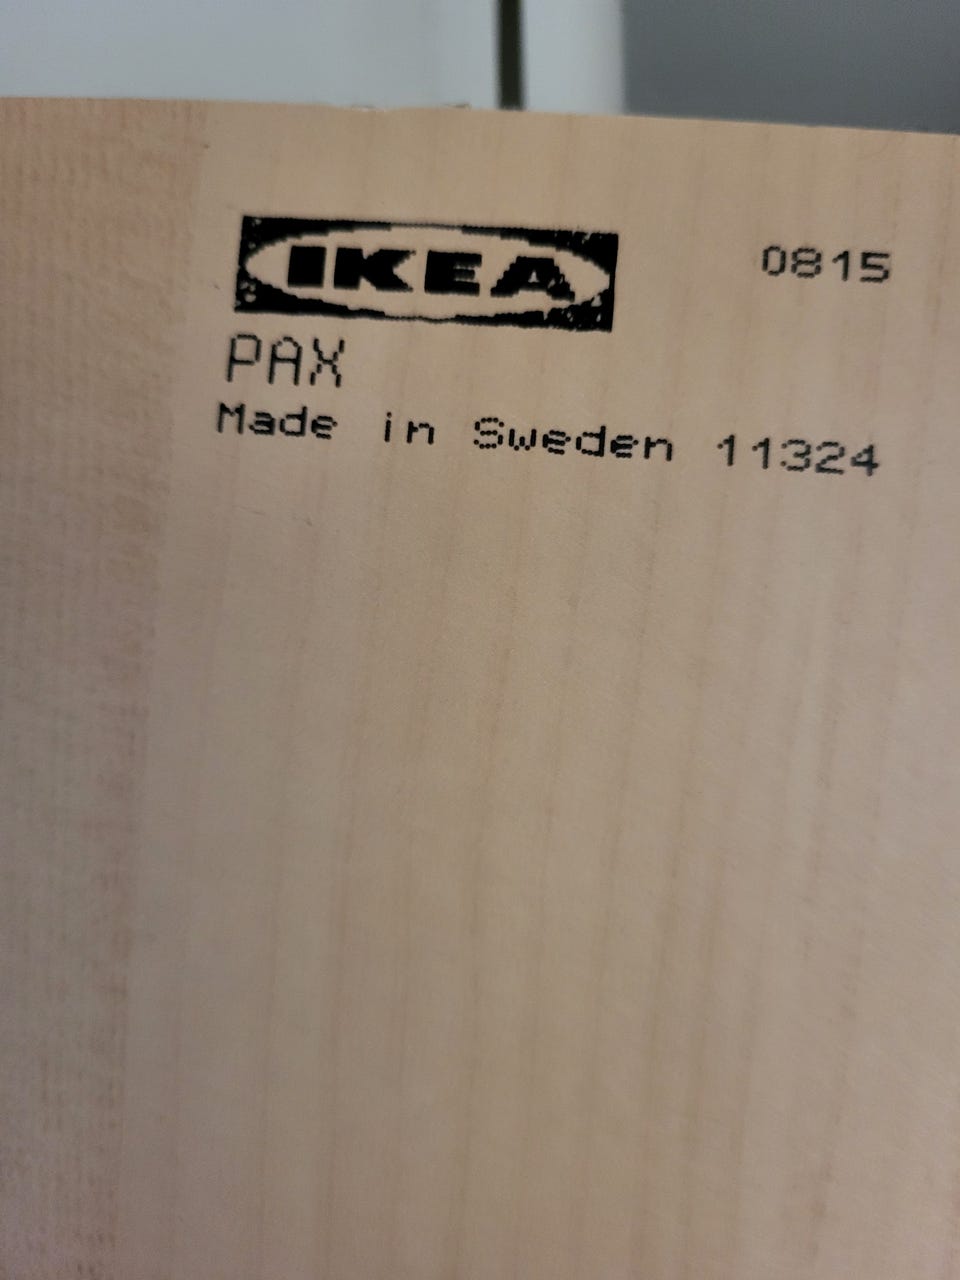 IKEA 0815
PAX
Made in Sweden 11324